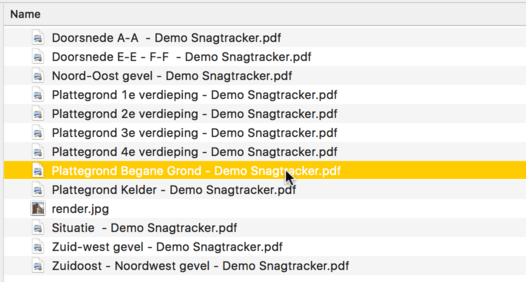 Name
Doorsnede A-A  - Demo Snagtracker.pdf
Doorsnede E-E - F-F  - Demo Snagtracker.pdf
Noord-Oost gevel - Demo Snagtracker.pdf
Plattegrond 1e verdieping - Demo Snagtracker.pdf
Plattegrond 2e verdieping - Demo Snagtracker.pdf
Plattegrond 3e verdieping - Demo Snagtracker.pdf
Plattegrond 4e verdieping - Demo Snagtracker.pdf
Plattegrond Begane Grond - Demo Snagtracker.pdf
Plattegrond Kelder - Demo Snagtracker.pdf
render.jpg
Situatie  - Demo Snagtracker.pdf
Zuid-west gevel - Demo Snagtracker.pdf
Zuidoost - Noordwest gevel - Demo Snagtracker.pdf